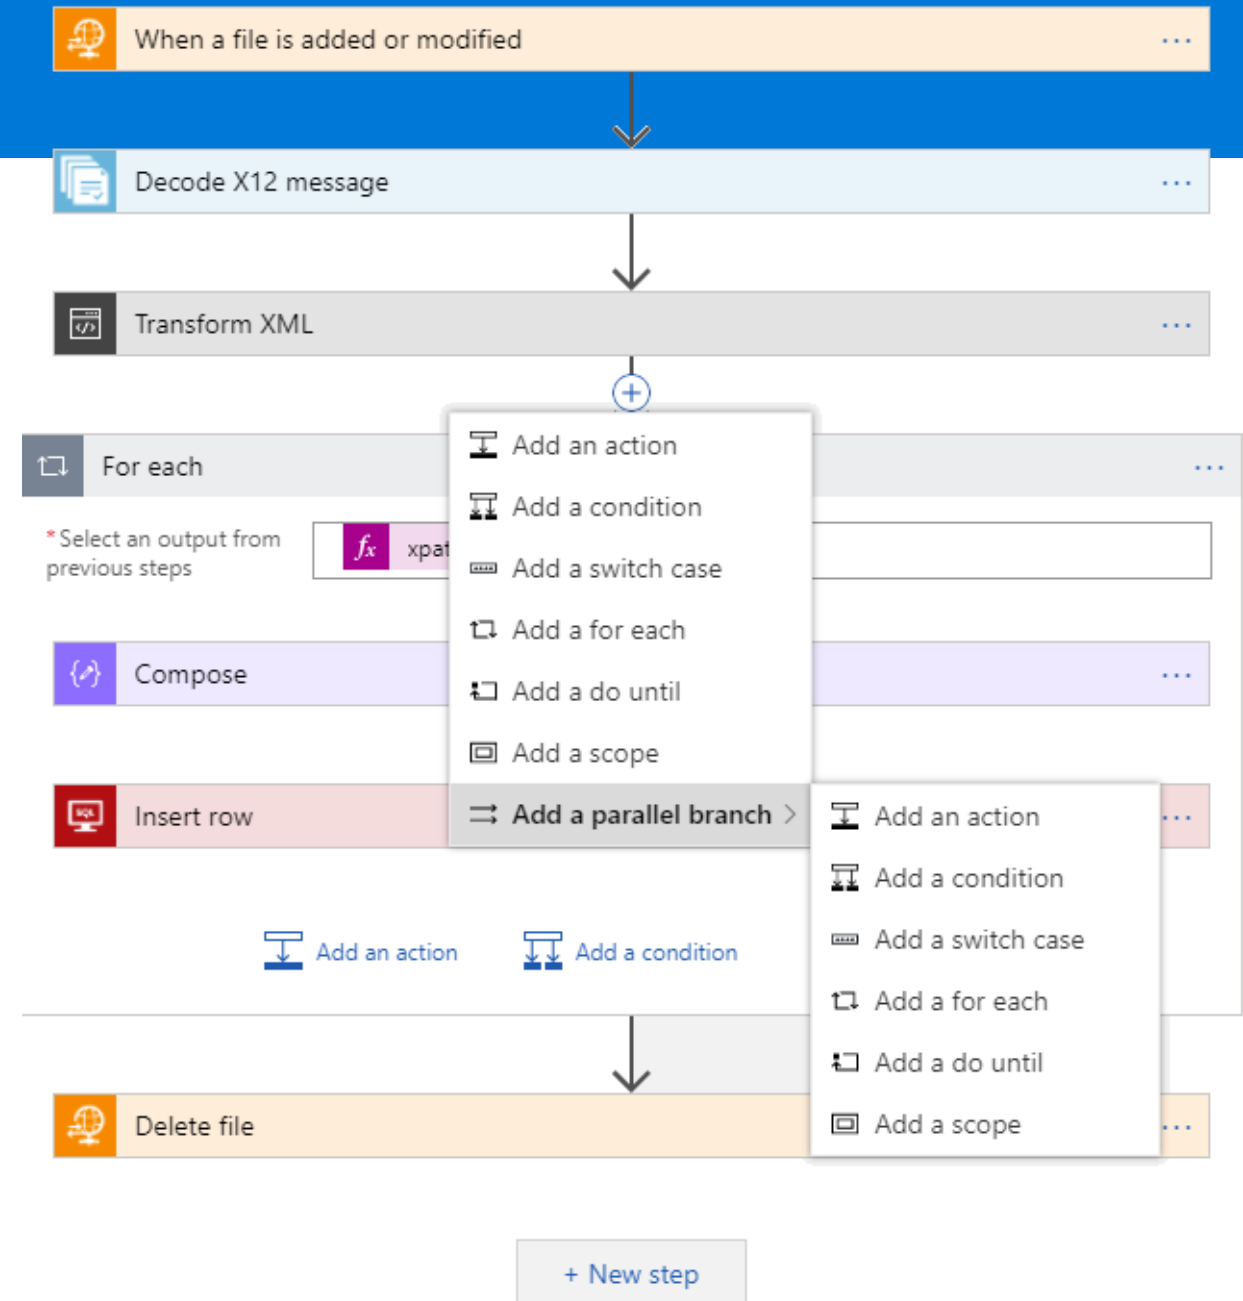 When a file is added or modified
Decode X12 message
Transform XML
For each
* Select an output from
previous steps
fx
Compose
SQL
Insert row
Add an action
Add a condition
Add a switch case
Add a for each
Add a do until
Add a scope
Add a parallel branch
Add an action
Add a condition
Add a switch case
Add a for each
Add a do until
Add a scope
Add an action
Add a condition
Delete file
+ New step